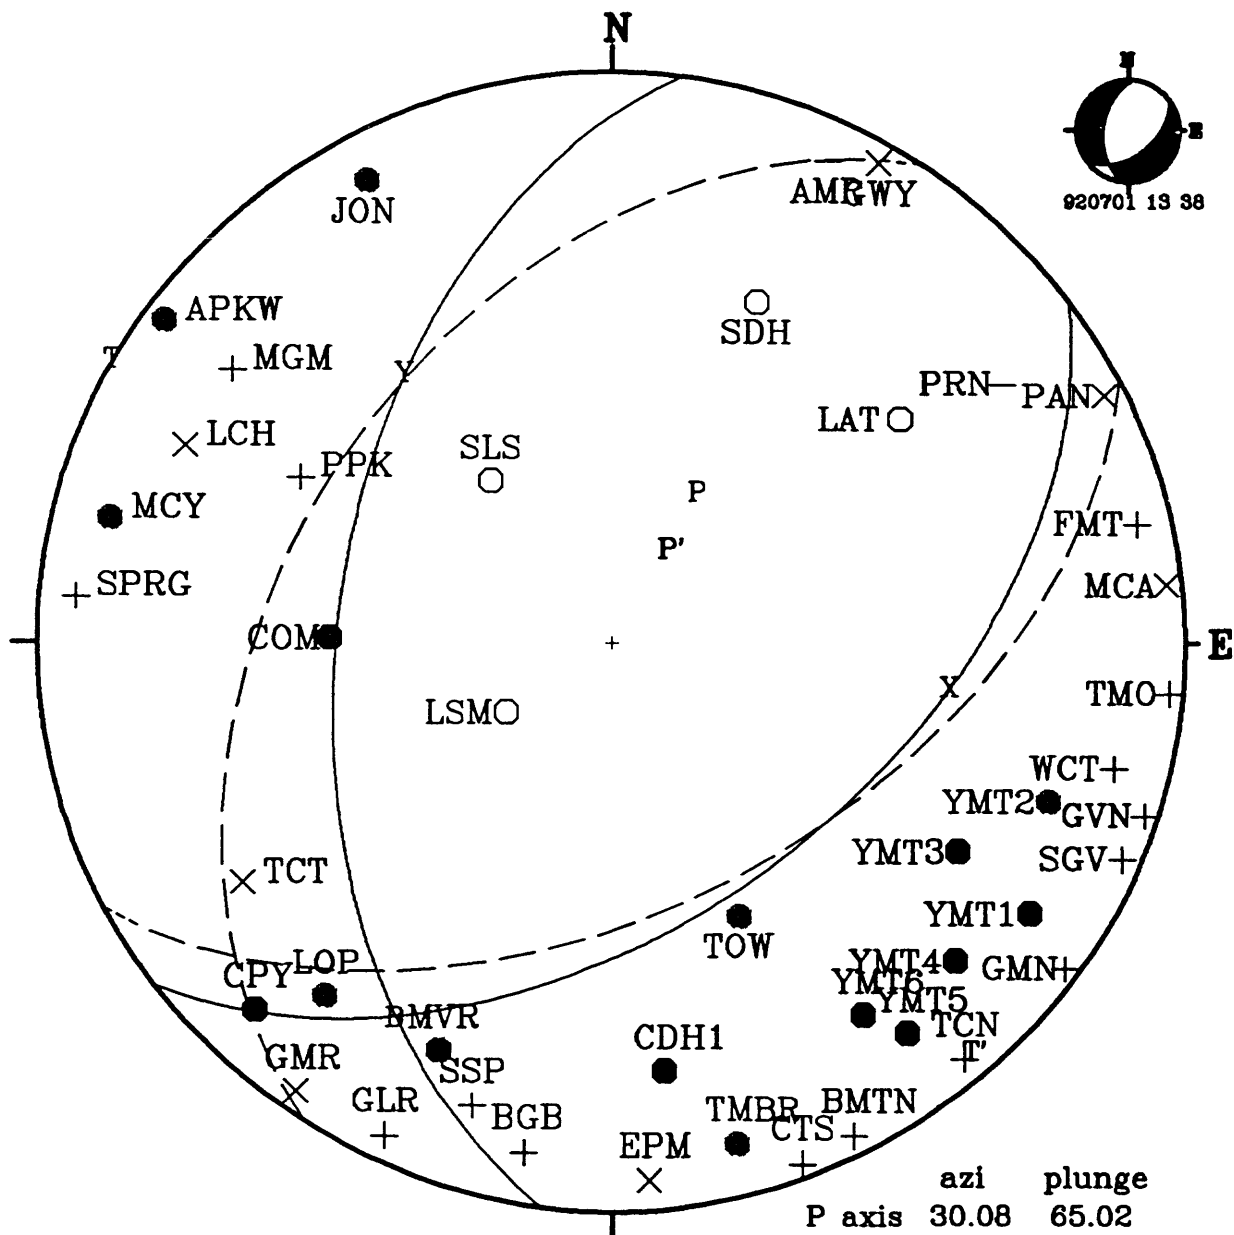 N
N
E
920701 13 38
JON
AMR
GWY
APKW
SDH
T
MGM
Y
PRN
PAN
LAT
LCH
SLS
PPK
P
MCY
FMT
P'
SPRG
MCA
COM
E
X
TMO
LSM
WCT
YMT2
GVN
YMT3
SGV
TCT
YMT1
TOW
LOP
YMT4
GMN
CPY
YMT6
YMT5
BMVR
TCN
CDH1
T'
GMR
SSP
GLR
BGB
TMBR
BMTN
CTS
EPM
azi plunge
P axis 30.08 65.02